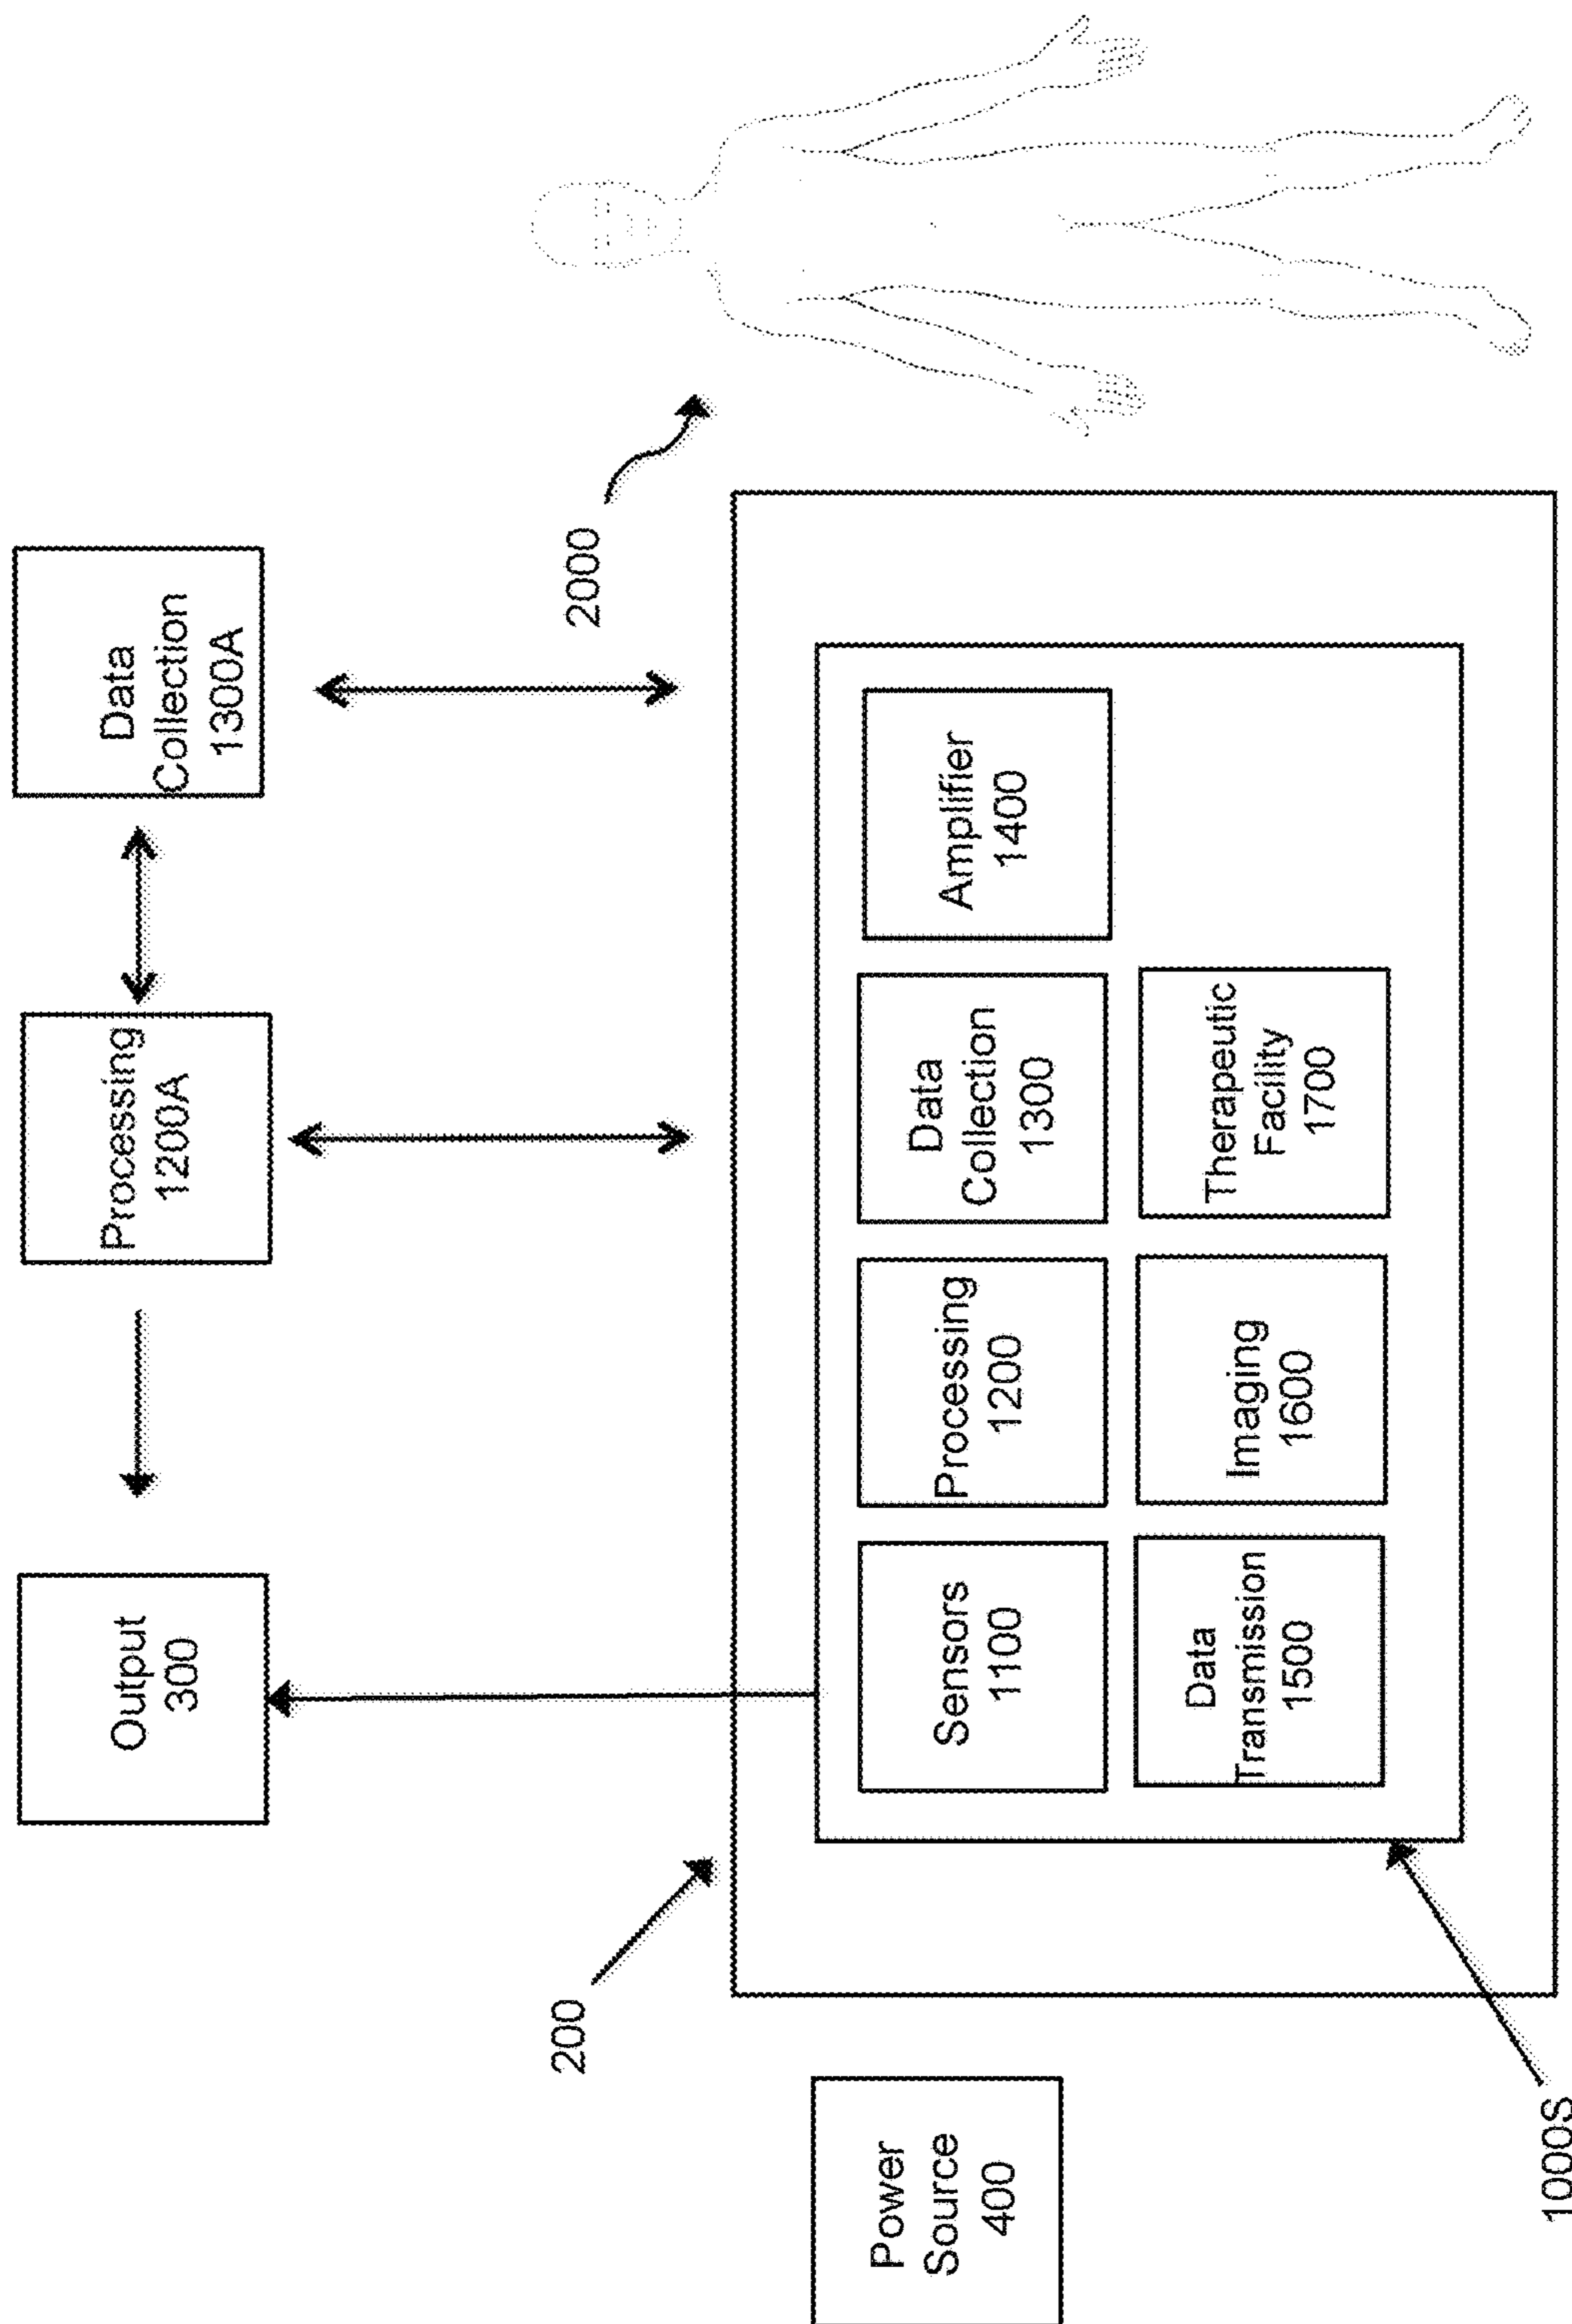 Output
300
Processing
1200A
Data
Collection
1300A
200
2000
Power
Source
400
Sensors
1100
Processing
1200
Data
Collection
1300
Amplifier
1400
Data
Transmission
1500
Imaging
1600
Therapeutic
Facility
1700
1000S